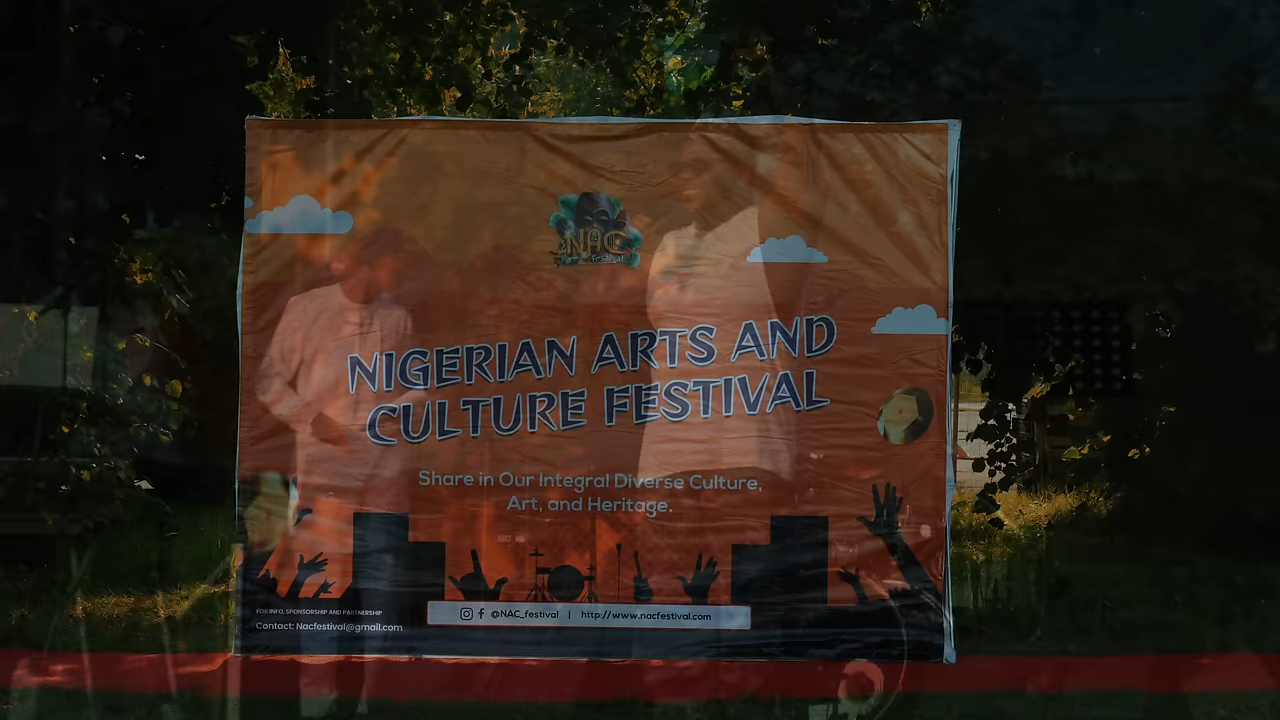 NAC
festival
NIGERIAN ARTS AND
CULTURE FESTIVAL
Share in Our Integral Diverse Culture,
Art, and Heritage.
FOR INFO, SPONSORSHIP AND PARTNERSHIP
Contact: Nacfestival@gmail.com
@NAC_festival | http://www.nacfestival.com